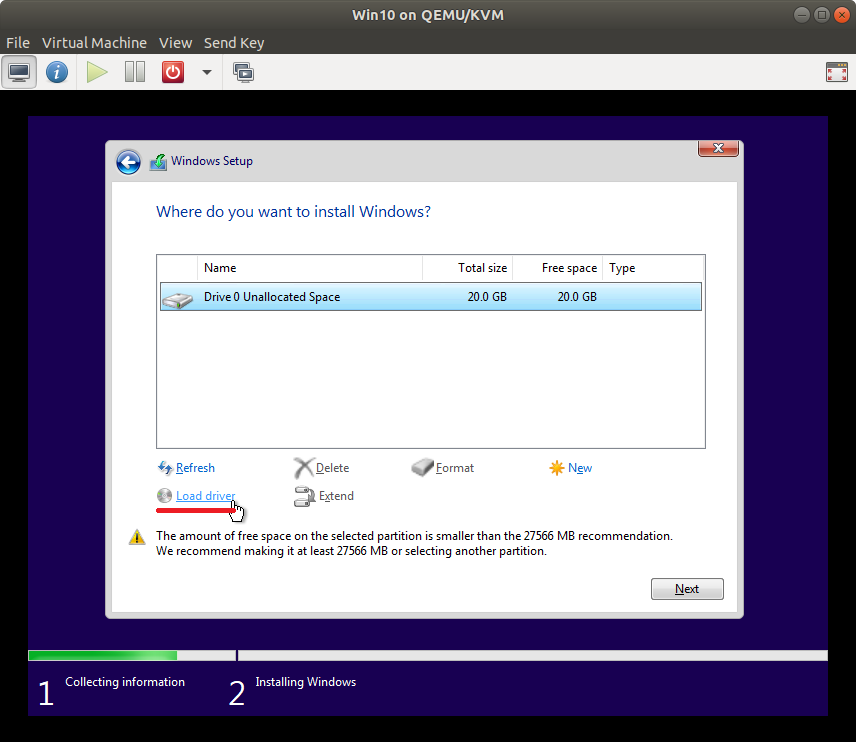 Win10 on QEMU/KVM
File Virtual Machine View Send Key
Windows Setup
Where do you want to install Windows?
Name Total size Free space Type
Drive 0 Unallocated Space 20.0 GB 20.0 GB
Refresh Delete Format New
Load driver Extend
The amount of free space on the selected partition is smaller than the 27566 MB recommendation.
We recommend making it at least 27566 MB or selecting another partition.
Next
1 Collecting information 2 Installing Windows